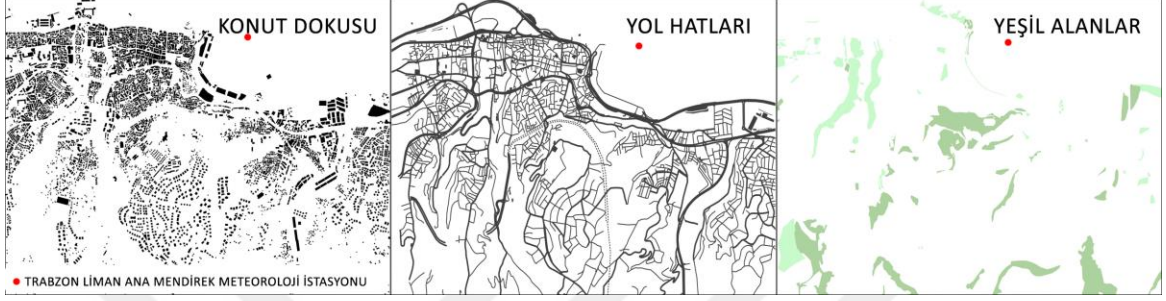 KONUT DOKUSU
YOL HATLARI
YEŞİL ALANLAR
TRABZON LİMAN ANA MENDİREK METEOROLOJİ İSTASYONU